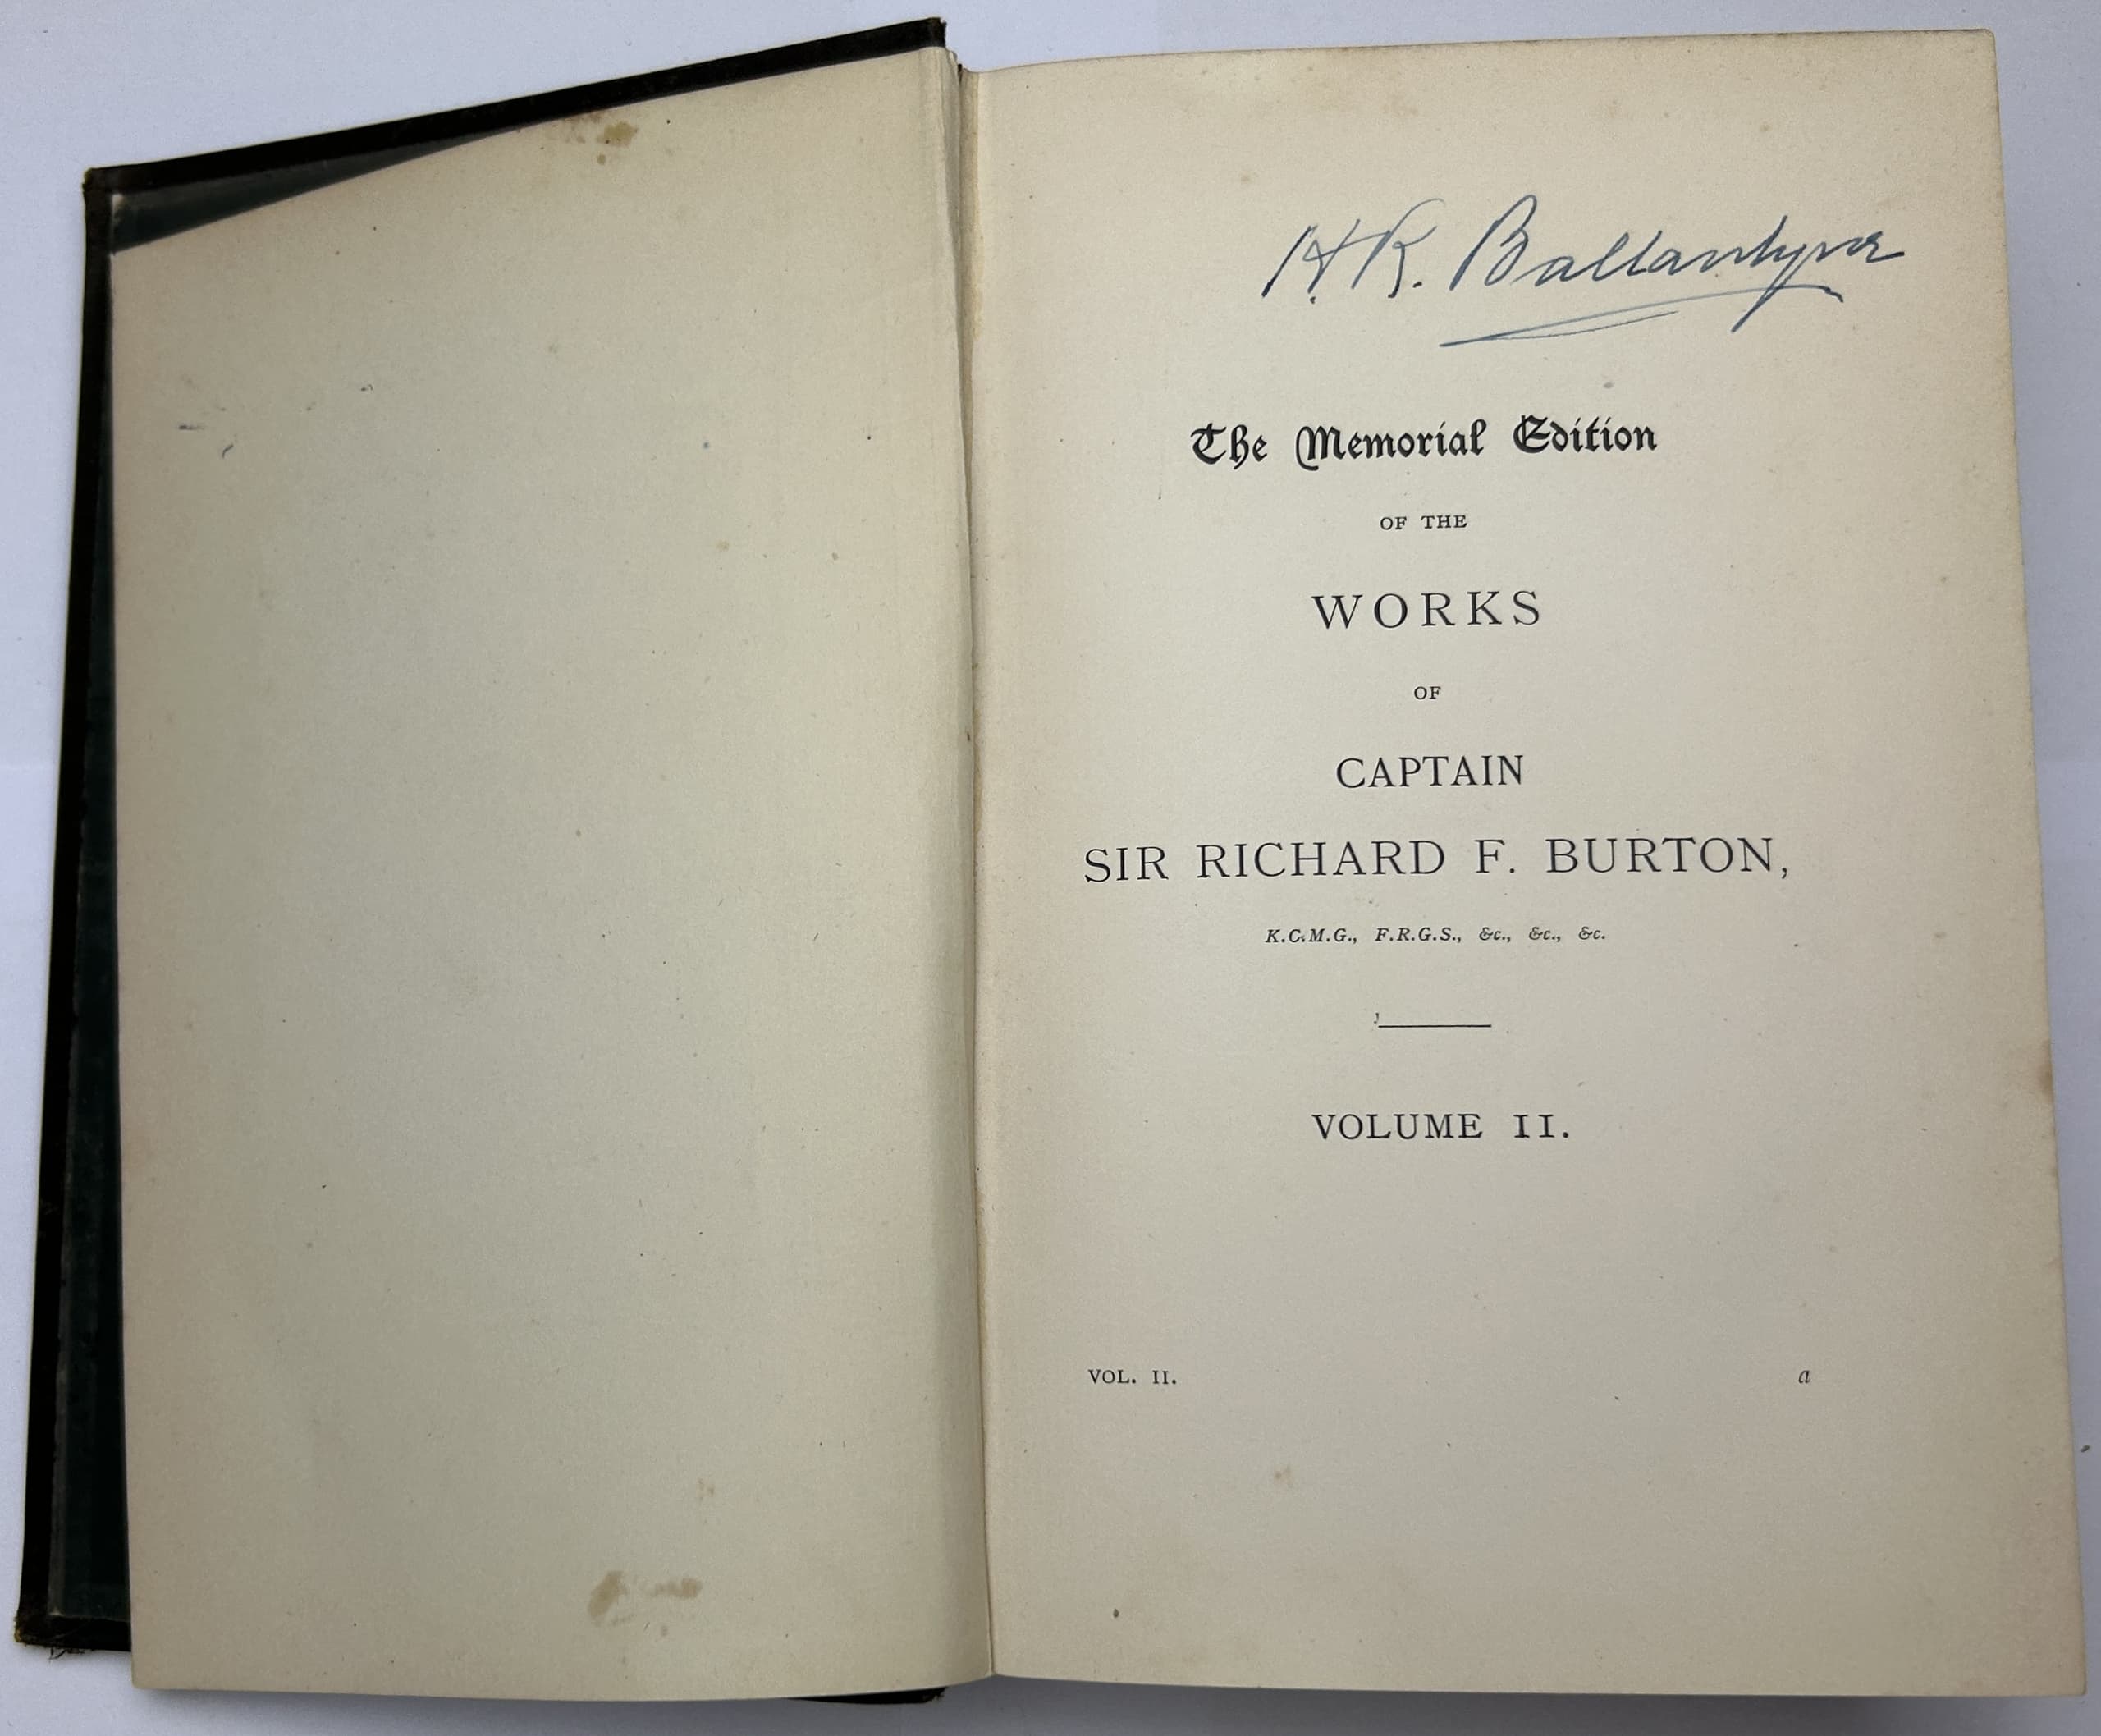 H.R. Ballantyne
The Memorial Edition
OF THE
WORKS
OF
CAPTAIN
SIR RICHARD F. BURTON,
K.C.M.G., F.R.G.S., &c., &c., &c.
VOLUME II.
VOL. II. a